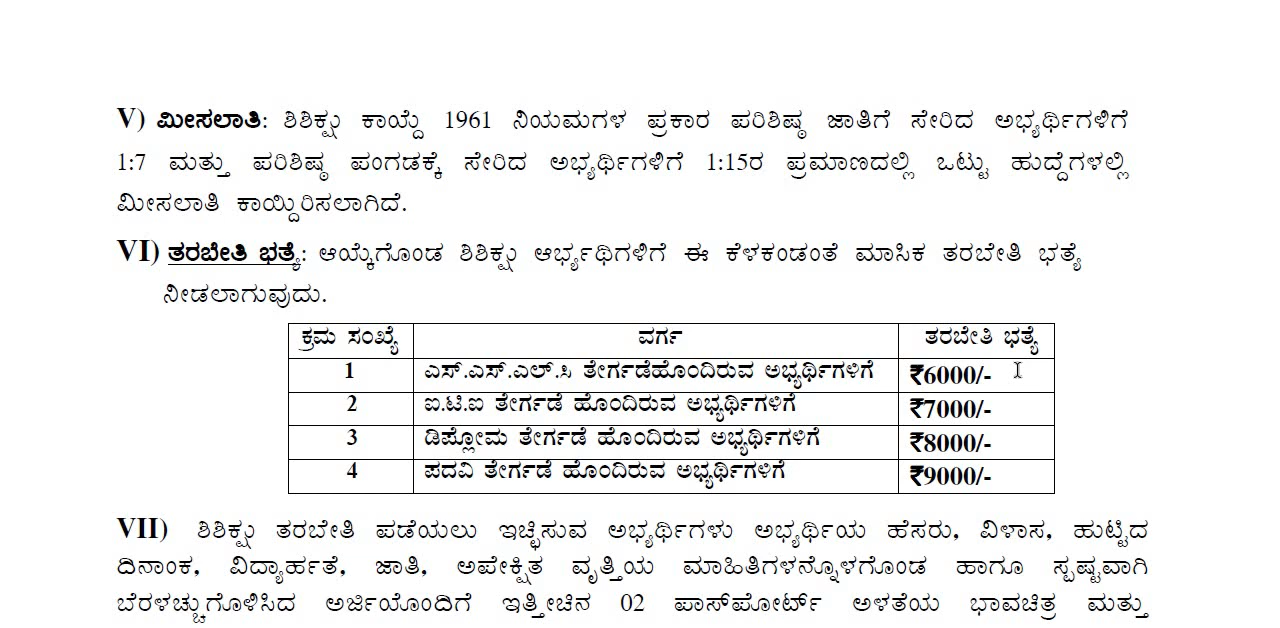 V) ಮೀಸಲಾತಿ: ಶಿಶಿಕ್ಷು ಕಾಯ್ದೆ 1961 ನಿಯಮಗಳ ಪ್ರಕಾರ ಪರಿಶಿಷ್ಠ ಜಾತಿಗೆ ಸೇರಿದ ಅಭ್ಯರ್ಥಿಗಳಿಗೆ
1:7 ಮತ್ತು ಪರಿಶಿಷ್ಠ ಪಂಗಡಕ್ಕೆ ಸೇರಿದ ಅಭ್ಯರ್ಥಿಗಳಿಗೆ 1:15ರ ಪ್ರಮಾಣದಲ್ಲಿ ಒಟ್ಟು ಹುದ್ದೆಗಳಲ್ಲಿ
ಮೀಸಲಾತಿ ಕಾಯ್ದಿರಿಸಲಾಗಿದೆ.
VI) ತರಬೇತಿ ಭತ್ಯೆ: ಆಯ್ಕೆಗೊಂಡ ಶಿಶಿಕ್ಷು ಆರ್ಭ್ಯಥಿಗಳಿಗೆ ಈ ಕೆಳಕಂಡಂತೆ ಮಾಸಿಕ ತರಬೇತಿ ಭತ್ಯೆ
ನೀಡಲಾಗುವುದು.
ಕ್ರಮ ಸಂಖ್ಯೆ ವರ್ಗ ತರಬೇತಿ ಭತ್ಯೆ
1 ಎಸ್.ಎಸ್.ಎಲ್.ಸಿ ತೇರ್ಗಡೆಹೊಂದಿರುವ ಅಭ್ಯರ್ಥಿಗಳಿಗೆ ₹6000/-
2 ಐ.ಟಿ.ಐ ತೇರ್ಗಡೆ ಹೊಂದಿರುವ ಅಭ್ಯರ್ಥಿಗಳಿಗೆ ₹7000/-
3 ಡಿಪ್ಲೋಮ ತೇರ್ಗಡೆ ಹೊಂದಿರುವ ಅಭ್ಯರ್ಥಿಗಳಿಗೆ ₹8000/-
4 ಪದವಿ ತೇರ್ಗಡೆ ಹೊಂದಿರುವ ಅಭ್ಯರ್ಥಿಗಳಿಗೆ ₹9000/-
VII) ಶಿಶಿಕ್ಷು ತರಬೇತಿ ಪಡೆಯಲು ಇಚ್ಛಿಸುವ ಅಭ್ಯರ್ಥಿಗಳು ಅಭ್ಯರ್ಥಿಯ ಹೆಸರು, ವಿಳಾಸ, ಹುಟ್ಟಿದ
ದಿನಾಂಕ, ವಿದ್ಯಾರ್ಹತೆ, ಜಾತಿ, ಅಪೇಕ್ಷಿತ ವೃತ್ತಿಯ ಮಾಹಿತಿಗಳನ್ನೊಳಗೊಂಡ ಹಾಗೂ ಸ್ಪಷ್ಟವಾಗಿ
ಬೆರಳಚ್ಚುಗೊಳಿಸಿದ ಅರ್ಜಿಯೊಂದಿಗೆ ಇತ್ತೀಚಿನ 02 ಪಾಸ್‌ಪೋರ್ಟ್ ಅಳತೆಯ ಭಾವಚಿತ್ರ ಮತ್ತು